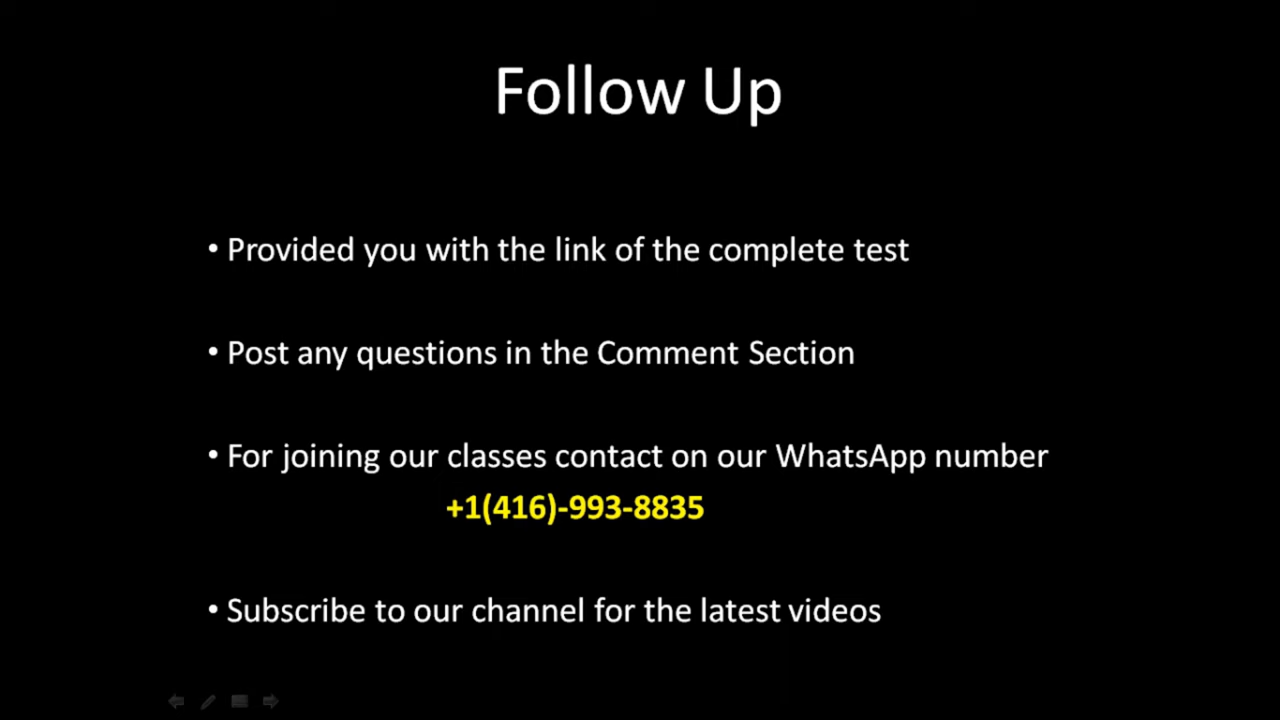 Follow Up
• Provided you with the link of the complete test
• Post any questions in the Comment Section
• For joining our classes contact on our WhatsApp number
+1(416)-993-8835
• Subscribe to our channel for the latest videos